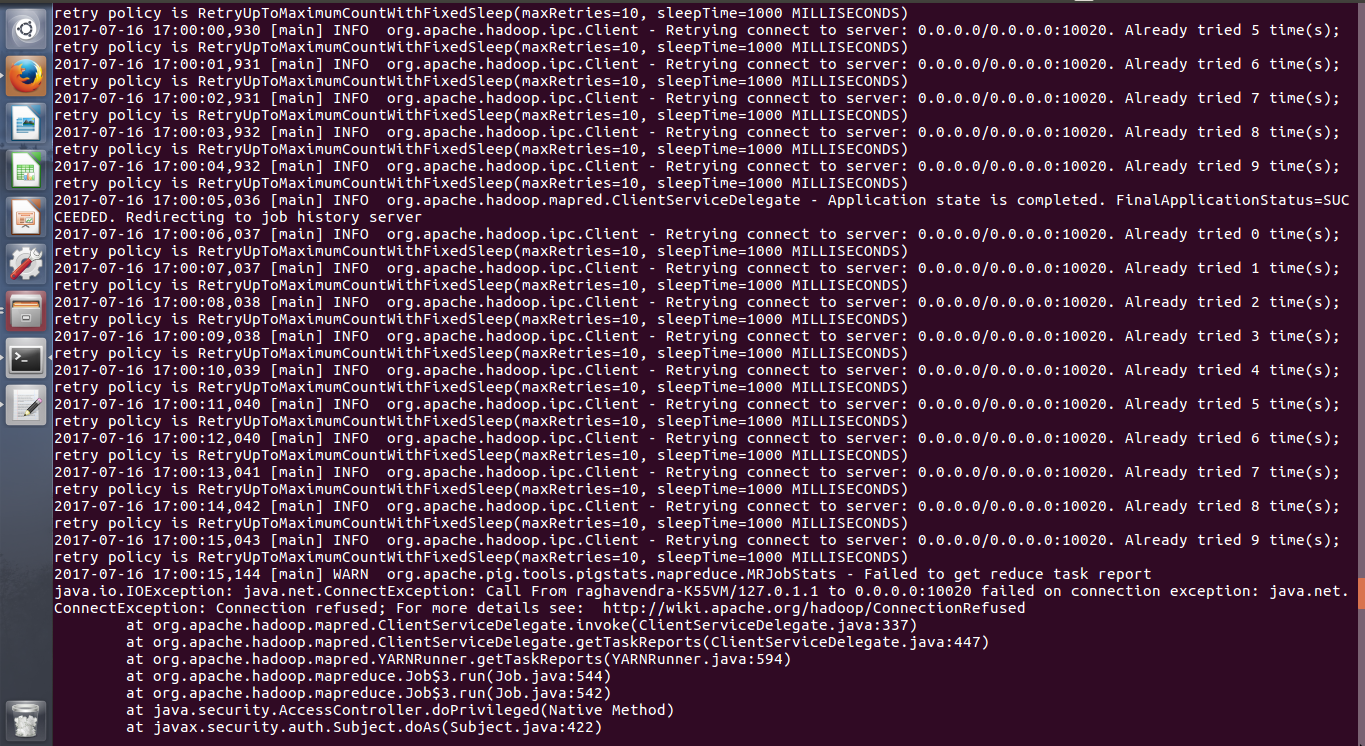 retry policy is RetryUpToMaximumCountWithFixedSleep(maxRetries=10, sleepTime=1000 MILLISECONDS)
2017-07-16 17:00:00,930 [main] INFO  org.apache.hadoop.ipc.Client - Retrying connect to server: 0.0.0.0/0.0.0.0:10020. Already tried 5 time(s);
retry policy is RetryUpToMaximumCountWithFixedSleep(maxRetries=10, sleepTime=1000 MILLISECONDS)
2017-07-16 17:00:01,931 [main] INFO  org.apache.hadoop.ipc.Client - Retrying connect to server: 0.0.0.0/0.0.0.0:10020. Already tried 6 time(s);
retry policy is RetryUpToMaximumCountWithFixedSleep(maxRetries=10, sleepTime=1000 MILLISECONDS)
2017-07-16 17:00:02,931 [main] INFO  org.apache.hadoop.ipc.Client - Retrying connect to server: 0.0.0.0/0.0.0.0:10020. Already tried 7 time(s);
retry policy is RetryUpToMaximumCountWithFixedSleep(maxRetries=10, sleepTime=1000 MILLISECONDS)
2017-07-16 17:00:03,932 [main] INFO  org.apache.hadoop.ipc.Client - Retrying connect to server: 0.0.0.0/0.0.0.0:10020. Already tried 8 time(s);
retry policy is RetryUpToMaximumCountWithFixedSleep(maxRetries=10, sleepTime=1000 MILLISECONDS)
2017-07-16 17:00:04,932 [main] INFO  org.apache.hadoop.ipc.Client - Retrying connect to server: 0.0.0.0/0.0.0.0:10020. Already tried 9 time(s);
retry policy is RetryUpToMaximumCountWithFixedSleep(maxRetries=10, sleepTime=1000 MILLISECONDS)
2017-07-16 17:00:05,036 [main] INFO  org.apache.hadoop.mapred.ClientServiceDelegate - Application state is completed. FinalApplicationStatus=SUC
CEEDED. Redirecting to job history server
2017-07-16 17:00:06,037 [main] INFO  org.apache.hadoop.ipc.Client - Retrying connect to server: 0.0.0.0/0.0.0.0:10020. Already tried 0 time(s);
retry policy is RetryUpToMaximumCountWithFixedSleep(maxRetries=10, sleepTime=1000 MILLISECONDS)
2017-07-16 17:00:07,037 [main] INFO  org.apache.hadoop.ipc.Client - Retrying connect to server: 0.0.0.0/0.0.0.0:10020. Already tried 1 time(s);
retry policy is RetryUpToMaximumCountWithFixedSleep(maxRetries=10, sleepTime=1000 MILLISECONDS)
2017-07-16 17:00:08,038 [main] INFO  org.apache.hadoop.ipc.Client - Retrying connect to server: 0.0.0.0/0.0.0.0:10020. Already tried 2 time(s);
retry policy is RetryUpToMaximumCountWithFixedSleep(maxRetries=10, sleepTime=1000 MILLISECONDS)
2017-07-16 17:00:09,038 [main] INFO  org.apache.hadoop.ipc.Client - Retrying connect to server: 0.0.0.0/0.0.0.0:10020. Already tried 3 time(s);
retry policy is RetryUpToMaximumCountWithFixedSleep(maxRetries=10, sleepTime=1000 MILLISECONDS)
2017-07-16 17:00:10,039 [main] INFO  org.apache.hadoop.ipc.Client - Retrying connect to server: 0.0.0.0/0.0.0.0:10020. Already tried 4 time(s);
retry policy is RetryUpToMaximumCountWithFixedSleep(maxRetries=10, sleepTime=1000 MILLISECONDS)
2017-07-16 17:00:11,040 [main] INFO  org.apache.hadoop.ipc.Client - Retrying connect to server: 0.0.0.0/0.0.0.0:10020. Already tried 5 time(s);
retry policy is RetryUpToMaximumCountWithFixedSleep(maxRetries=10, sleepTime=1000 MILLISECONDS)
2017-07-16 17:00:12,040 [main] INFO  org.apache.hadoop.ipc.Client - Retrying connect to server: 0.0.0.0/0.0.0.0:10020. Already tried 6 time(s);
retry policy is RetryUpToMaximumCountWithFixedSleep(maxRetries=10, sleepTime=1000 MILLISECONDS)
2017-07-16 17:00:13,041 [main] INFO  org.apache.hadoop.ipc.Client - Retrying connect to server: 0.0.0.0/0.0.0.0:10020. Already tried 7 time(s);
retry policy is RetryUpToMaximumCountWithFixedSleep(maxRetries=10, sleepTime=1000 MILLISECONDS)
2017-07-16 17:00:14,042 [main] INFO  org.apache.hadoop.ipc.Client - Retrying connect to server: 0.0.0.0/0.0.0.0:10020. Already tried 8 time(s);
retry policy is RetryUpToMaximumCountWithFixedSleep(maxRetries=10, sleepTime=1000 MILLISECONDS)
2017-07-16 17:00:15,043 [main] INFO  org.apache.hadoop.ipc.Client - Retrying connect to server: 0.0.0.0/0.0.0.0:10020. Already tried 9 time(s);
retry policy is RetryUpToMaximumCountWithFixedSleep(maxRetries=10, sleepTime=1000 MILLISECONDS)
2017-07-16 17:00:15,144 [main] WARN  org.apache.pig.tools.pigstats.mapreduce.MRJobStats - Failed to get reduce task report
java.io.IOException: java.net.ConnectException: Call From raghavendra-K55VM/127.0.1.1 to 0.0.0.0:10020 failed on connection exception: java.net.
ConnectException: Connection refused; For more details see:  http://wiki.apache.org/hadoop/ConnectionRefused
        at org.apache.hadoop.mapred.ClientServiceDelegate.invoke(ClientServiceDelegate.java:337)
        at org.apache.hadoop.mapred.ClientServiceDelegate.getTaskReports(ClientServiceDelegate.java:447)
        at org.apache.hadoop.mapred.YARNRunner.getTaskReports(YARNRunner.java:594)
        at org.apache.hadoop.mapreduce.Job$3.run(Job.java:544)
        at org.apache.hadoop.mapreduce.Job$3.run(Job.java:542)
        at java.security.AccessController.doPrivileged(Native Method)
        at javax.security.auth.Subject.doAs(Subject.java:422)